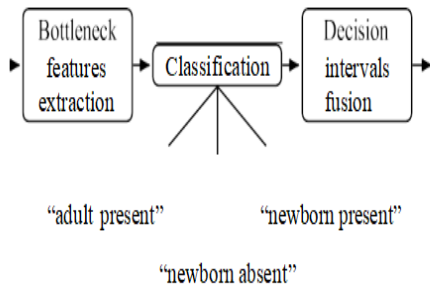 Bottleneck
features
extraction
Classification
Decision
intervals
fusion
“adult present”
“newborn present”
“newborn absent”